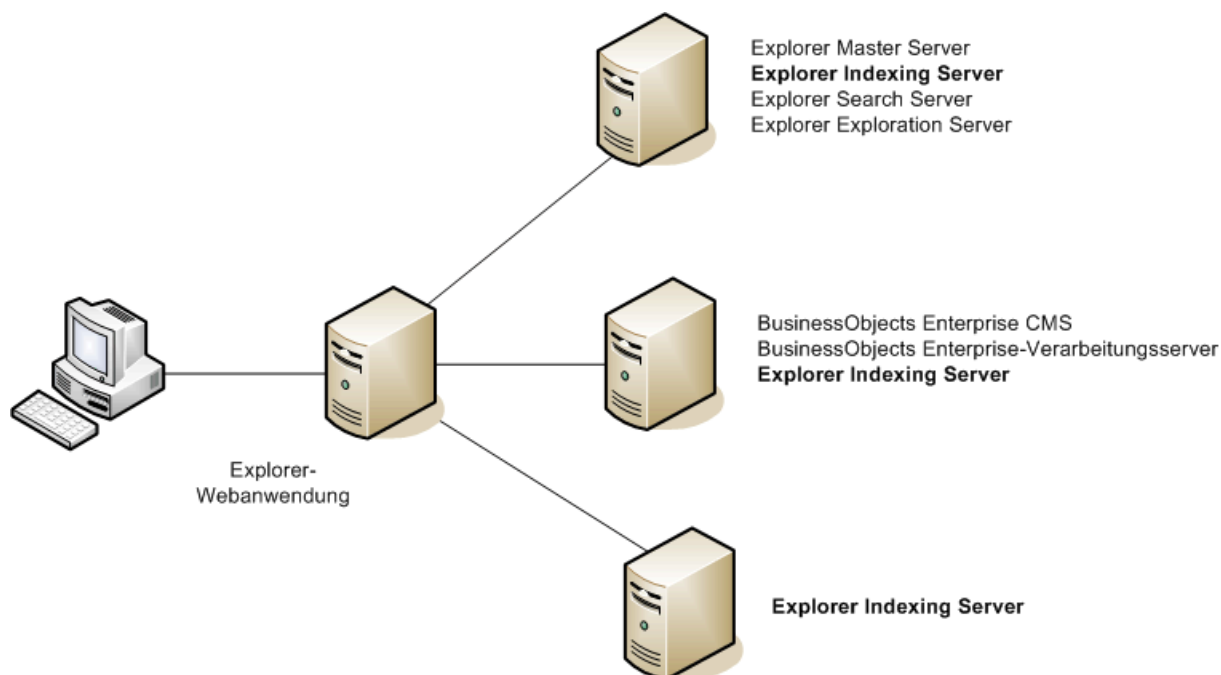 Explorer Master Server
Explorer Indexing Server
Explorer Search Server
Explorer Exploration Server
BusinessObjects Enterprise CMS
BusinessObjects Enterprise-Verarbeitungsserver
Explorer Indexing Server
Explorer-
Webanwendung
Explorer Indexing Server